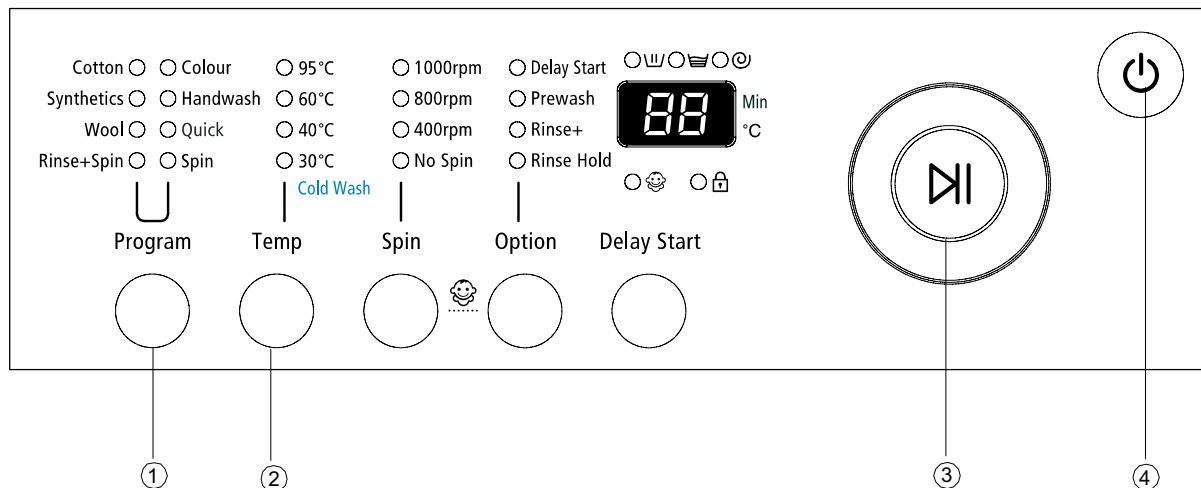 Cotton Colour 95°C 1000rpm Delay Start
Synthetics Handwash 60°C 800rpm Prewash 88 Min
Wool Quick 40°C 400rpm Rinse+ °C
Rinse+Spin Spin 30°C No Spin Rinse Hold
Cold Wash
Program Temp Spin Option Delay Start
1 2 3 4